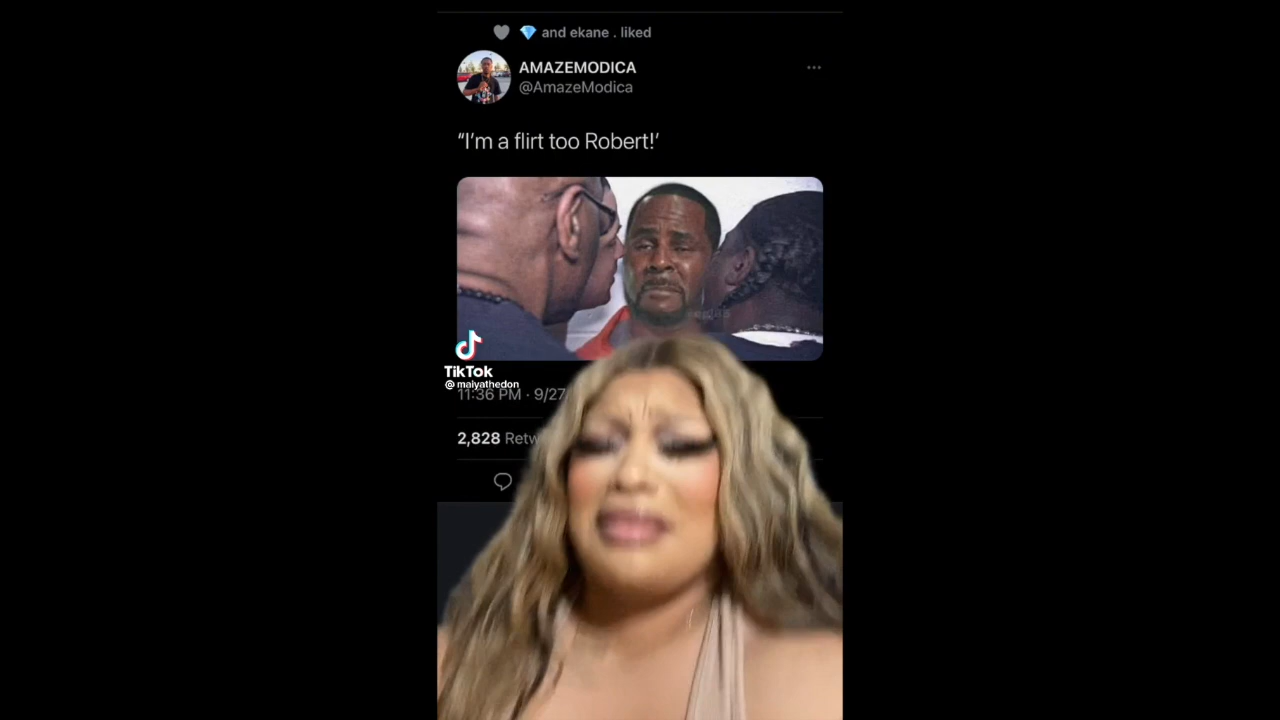 and ekane . liked
AMAZEMODICA
@AmazeModica
“I’m a flirt too Robert!’
TikTok
@maiyathedon
11:36 PM · 9/27/
2,828